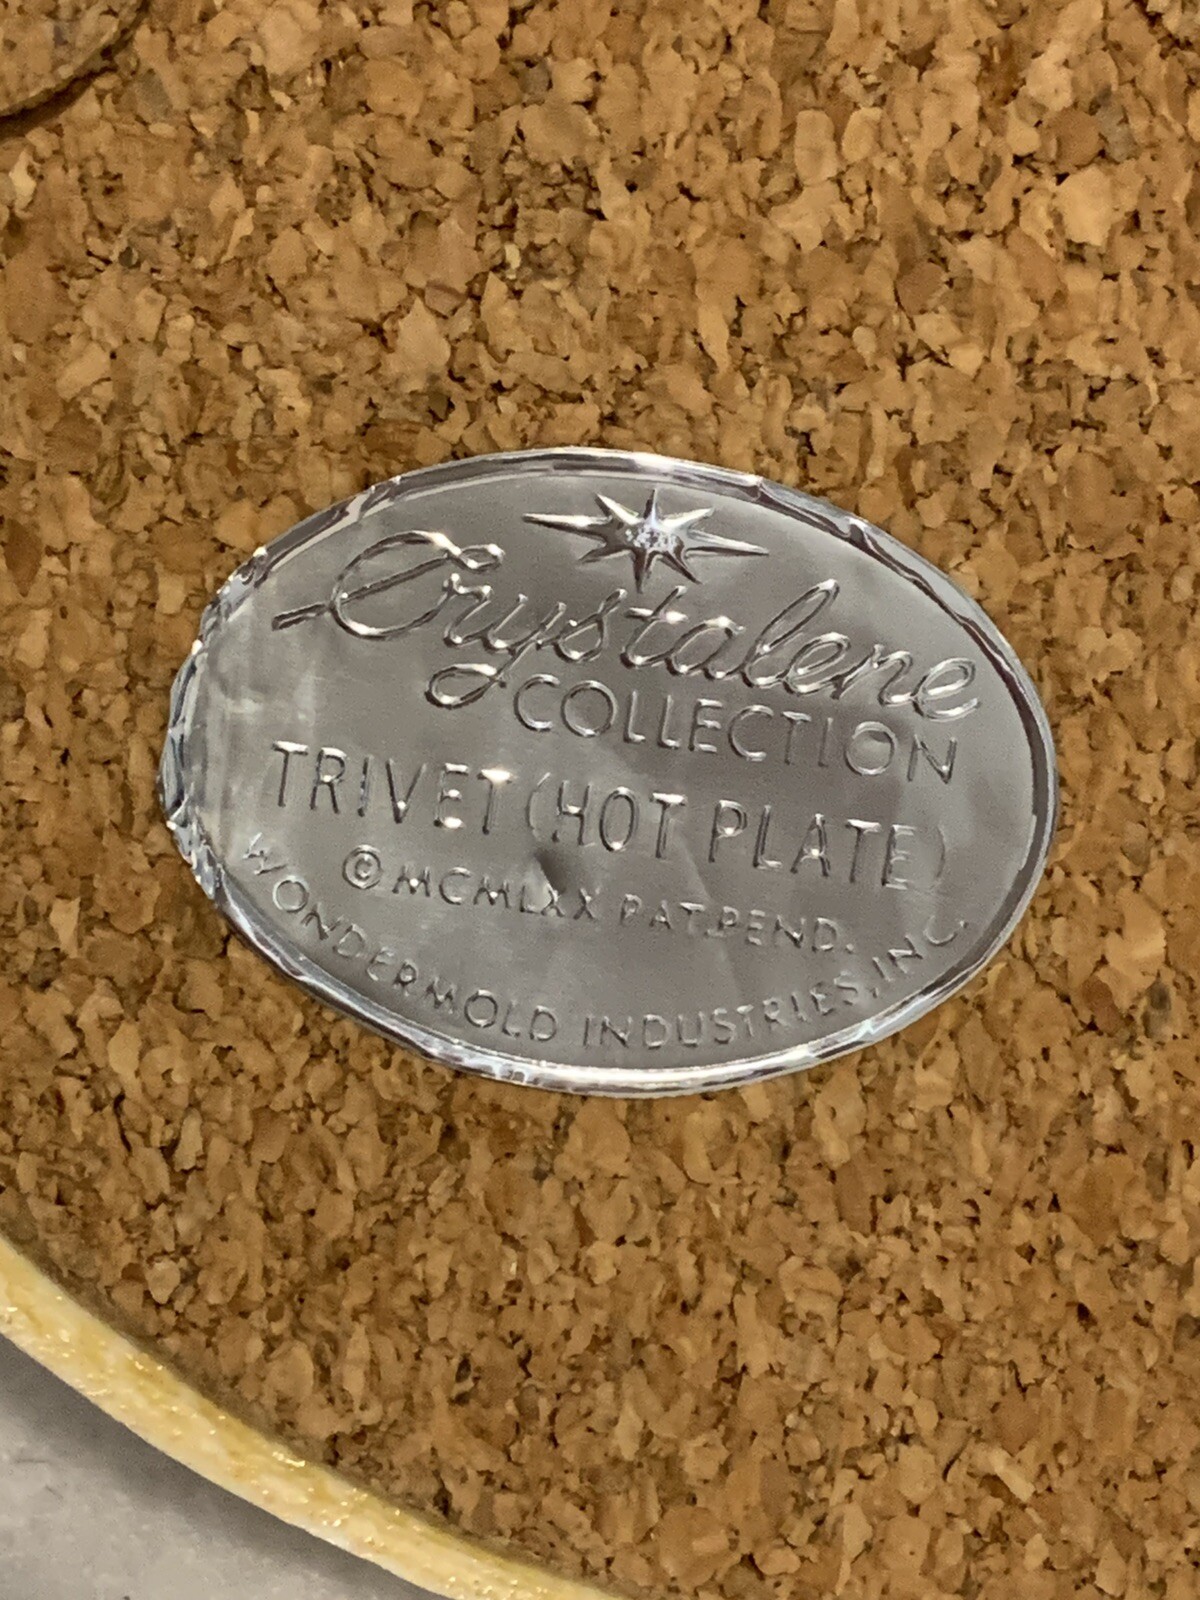 Crystalene
COLLECTION
TRIVET (HOT PLATE)
©MCMLXX PAT.PEND.
WONDERMOLD INDUSTRIES, INC.